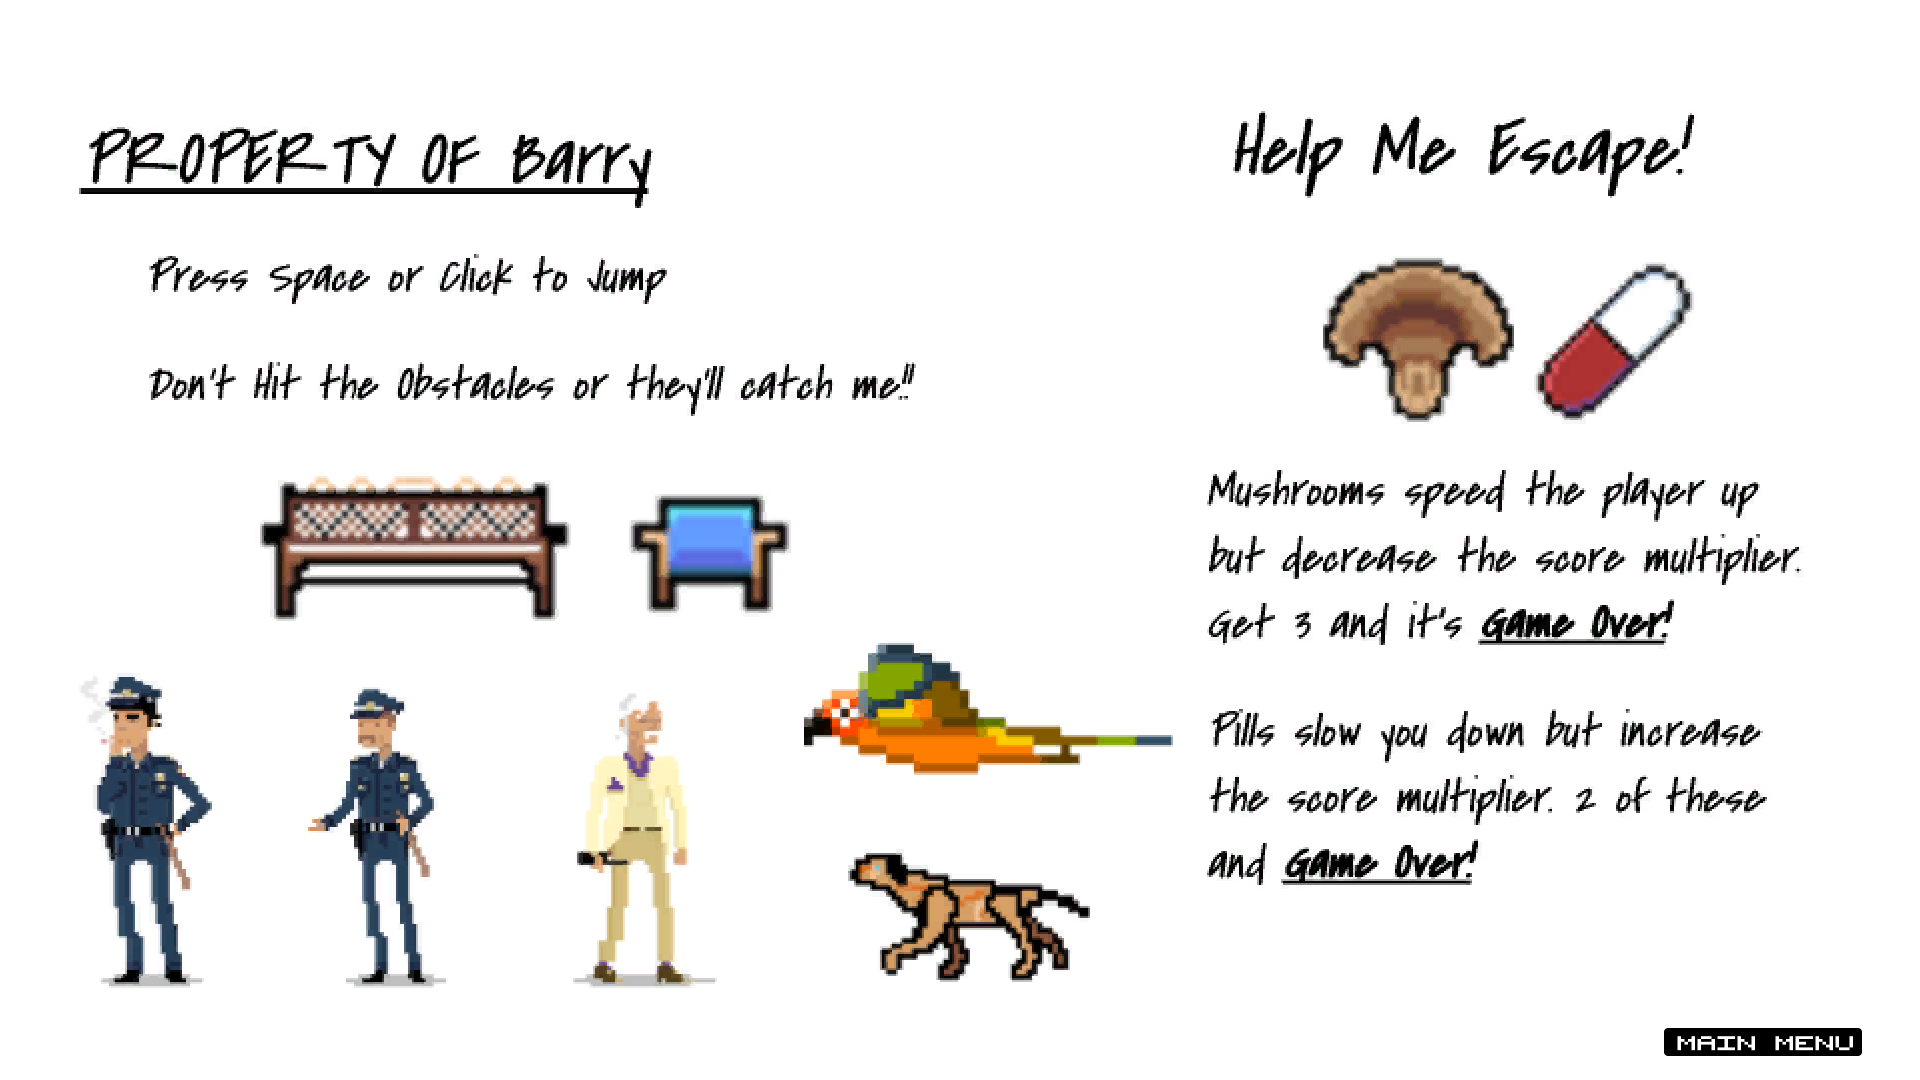 PROPERTY OF Barry
Press Space or Click to Jump
Don't Hit the Obstacles or they'll catch me!!
Help Me Escape!
Mushrooms speed the player up
but decrease the score multiplier.
Get 3 and it's Game Over!
Pills slow you down but increase
the score multiplier. 2 of these
and Game Over!
MAIN MENU